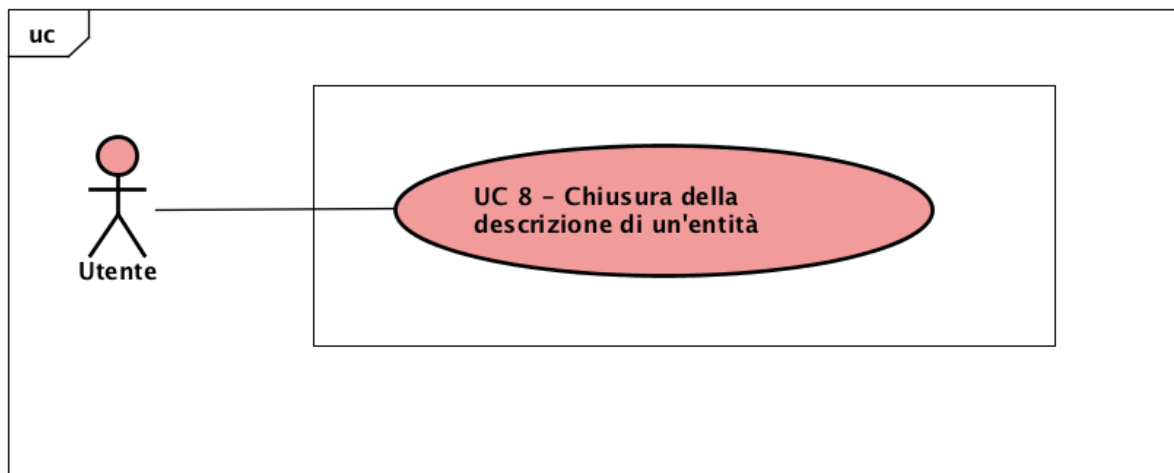 uc
UC 8 – Chiusura della
descrizione di un'entità
Utente